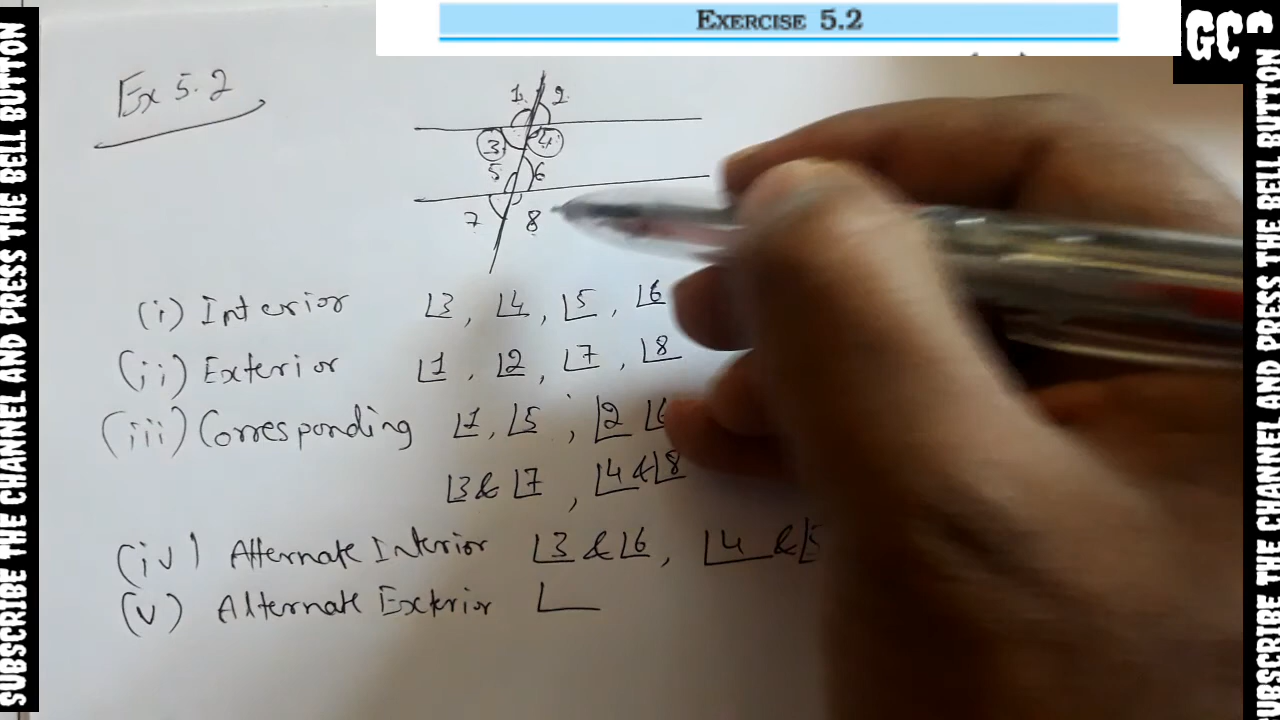 EXERCISE 5.2
GC
Ex 5.2
1 2
3 4
5 6
7 8
(i) Interior ∠3, ∠4, ∠5, ∠6
(ii) Exterior ∠1, ∠2, ∠7, ∠8
(iii) Corresponding ∠1, ∠5 ; ∠2 ∠6
∠3 & ∠7, ∠4 & ∠8
(iv) Alternate Interior ∠3 & ∠6, ∠4 & ∠5
(v) Alternate Exterior ∠
SUBSCRIBE THE CHANNEL AND PRESS THE BELL BUTTON
SUBSCRIBE THE CHANNEL AND PRESS THE BELL BUTTON